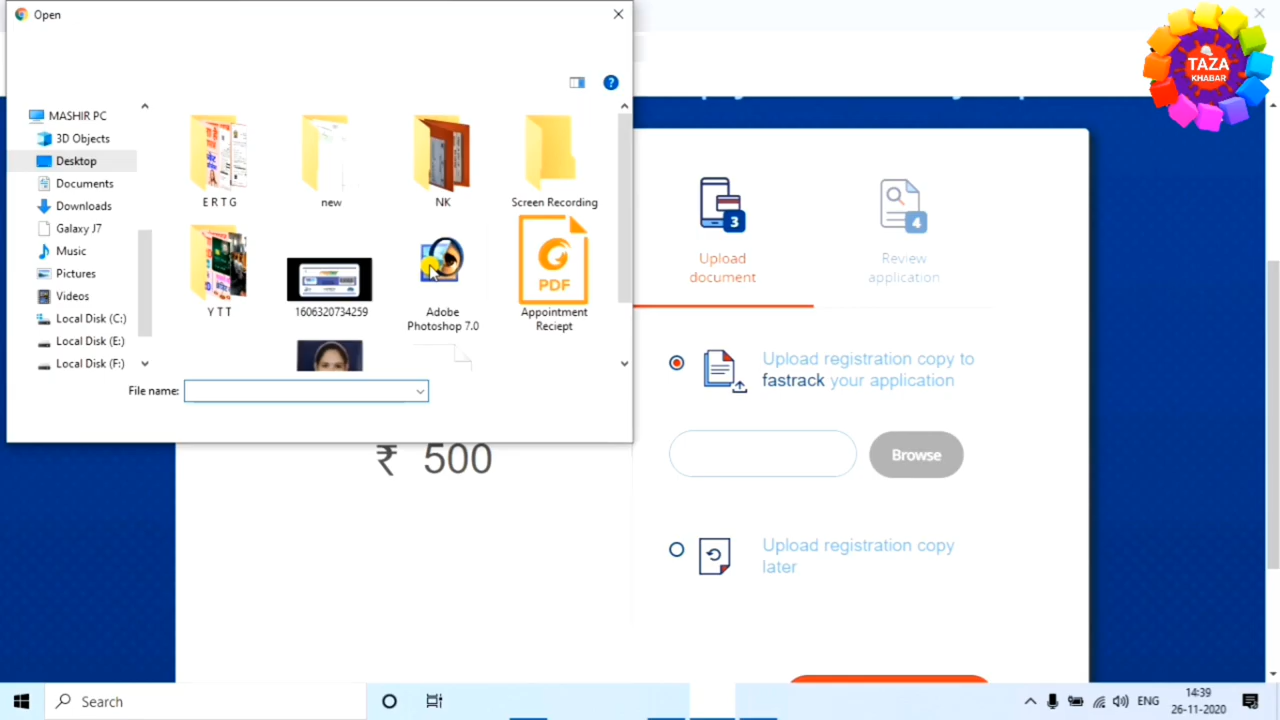 Open
TAZA
KHABAR
MASHIR PC
3D Objects
Desktop
Documents
Downloads
Galaxy J7
Music
Pictures
Videos
Local Disk (C:)
Local Disk (E:)
Local Disk (F:)
E R T G
new
NK
Screen Recording
Y T T
1606320734259
Adobe
Photoshop 7.0
PDF
Appointment
Reciept
File name:
₹ 500
3
Upload
document
4
Review
application
Upload registration copy to
fastrack your application
Browse
Upload registration copy
later
Search
ENG
14:39
26-11-2020